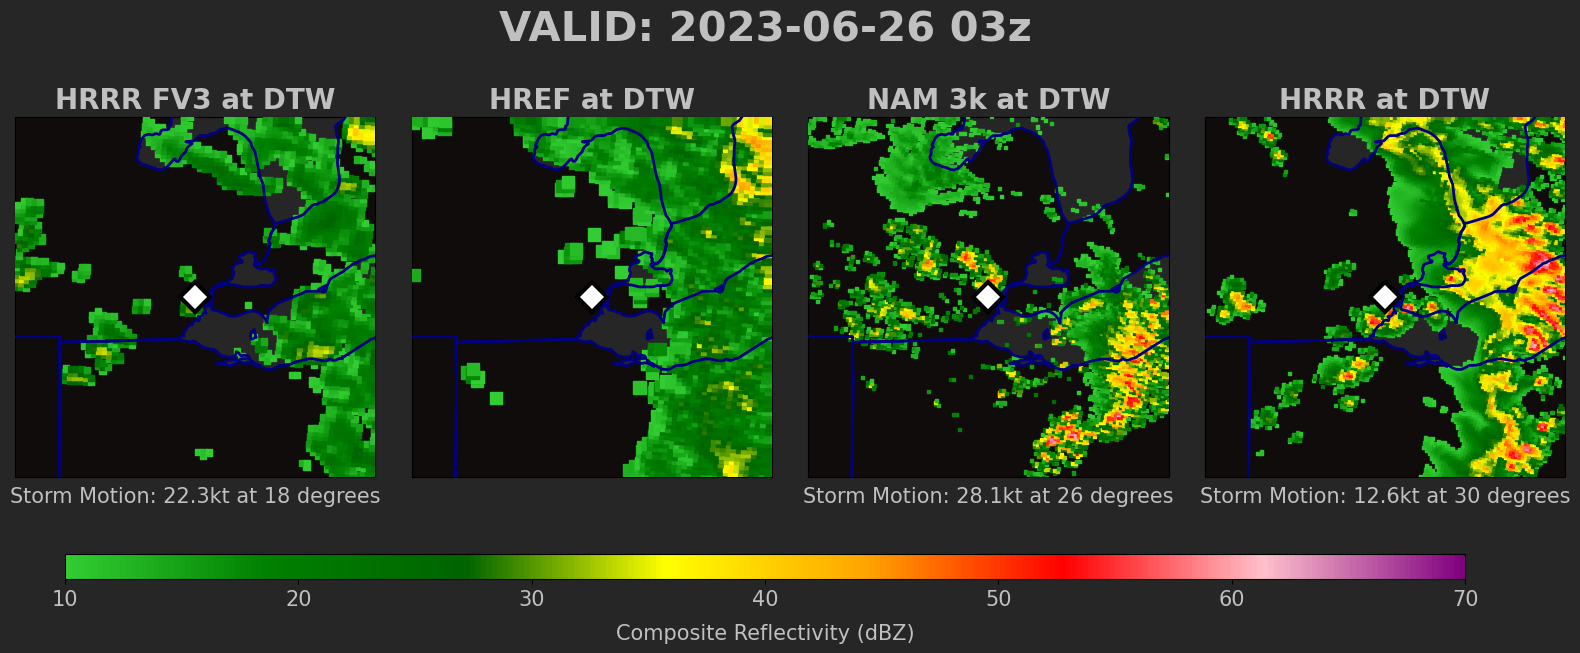 VALID: 2023-06-26 03z
HRRR FV3 at DTW
HREF at DTW
NAM 3k at DTW
HRRR at DTW
Storm Motion: 22.3kt at 18 degrees
Storm Motion: 28.1kt at 26 degrees
Storm Motion: 12.6kt at 30 degrees
10 20 30 40 50 60 70
Composite Reflectivity (dBZ)